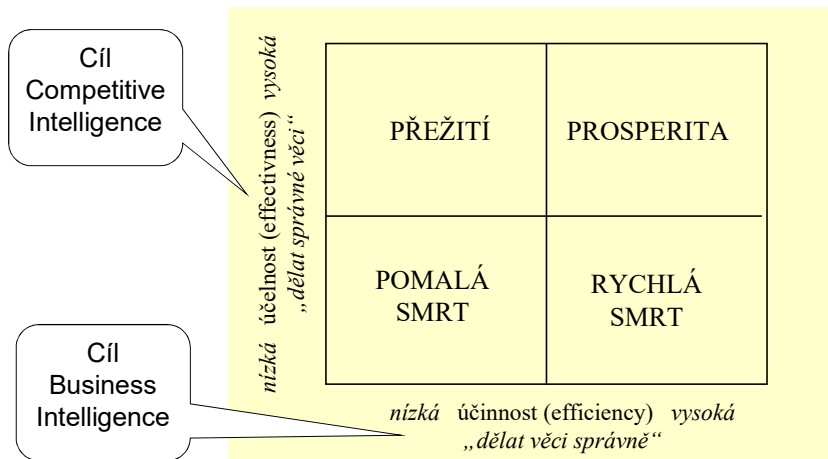 Cíl
Competitive
Intelligence
nízká účelnost (effectivness) vysoká
„dělat správné věci“
PŘEŽITÍ
PROSPERITA
POMALÁ
SMRT
RYCHLÁ
SMRT
Cíl
Business
Intelligence
nízká účinnost (efficiency) vysoká
„dělat věci správně“